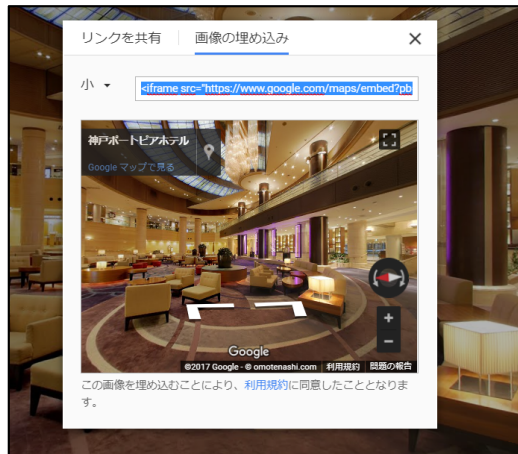 リンクを共有
画像の埋め込み
小
<iframe src="https://www.google.com/maps/embed?pb
神戸ポートピアホテル
Google マップで見る
Google
©2017 Google - © omotenashi.com
利用規約
問題の報告
この画像を埋め込むことにより、利用規約に同意したこととなりま
す。